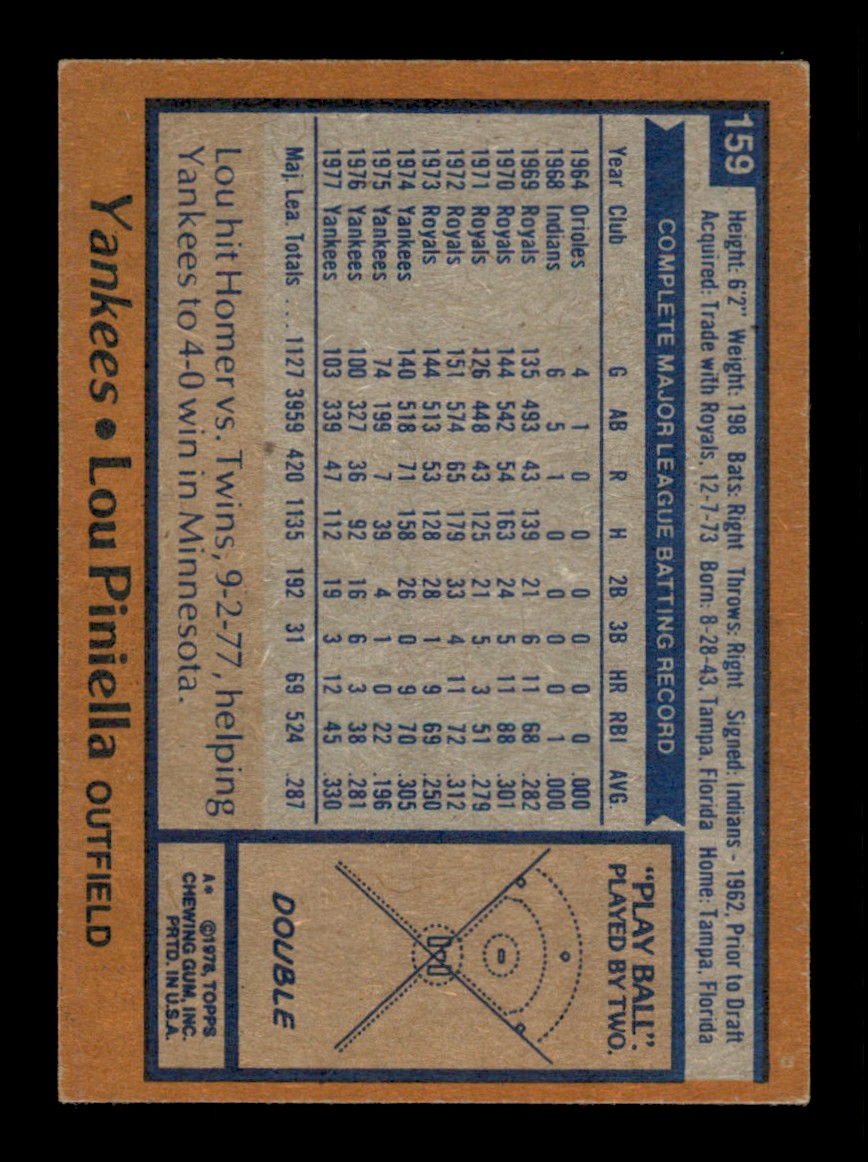 159
Height: 6'2" Weight: 198 Bats: Right Throws: Right Signed: Indians - 1962, Prior to Draft
Acquired: Trade with Royals, 12-7-73 Born: 8-28-43, Tampa, Florida Home: Tampa, Florida
COMPLETE MAJOR LEAGUE BATTING RECORD
Year Club G AB R H 2B 3B HR RBI AVG.
1964 Orioles 4 1 0 0 0 0 0 0 .000
1968 Indians 6 5 1 0 0 0 0 1 .000
1969 Royals 135 493 43 139 21 6 11 68 .282
1970 Royals 144 542 54 163 24 5 11 88 .301
1971 Royals 126 448 43 125 21 5 3 51 .279
1972 Royals 151 574 65 179 33 4 11 72 .312
1973 Royals 144 513 53 128 28 1 9 69 .250
1974 Yankees 140 518 71 158 26 0 9 70 .305
1975 Yankees 74 199 7 39 4 1 0 22 .196
1976 Yankees 100 327 36 92 16 6 3 38 .281
1977 Yankees 103 339 47 112 19 3 12 45 .330
Maj. Lea. Totals ... 1127 3959 420 1135 192 31 69 524 .287
Lou hit Homer vs. Twins, 9-2-77, helping
Yankees to 4-0 win in Minnesota.
"PLAY BALL":
PLAYED BY TWO.
DOUBLE
A* ©1978, TOPPS
CHEWING GUM, INC.
PRTD. IN U.S.A.
Yankees • Lou Piniella OUTFIELD